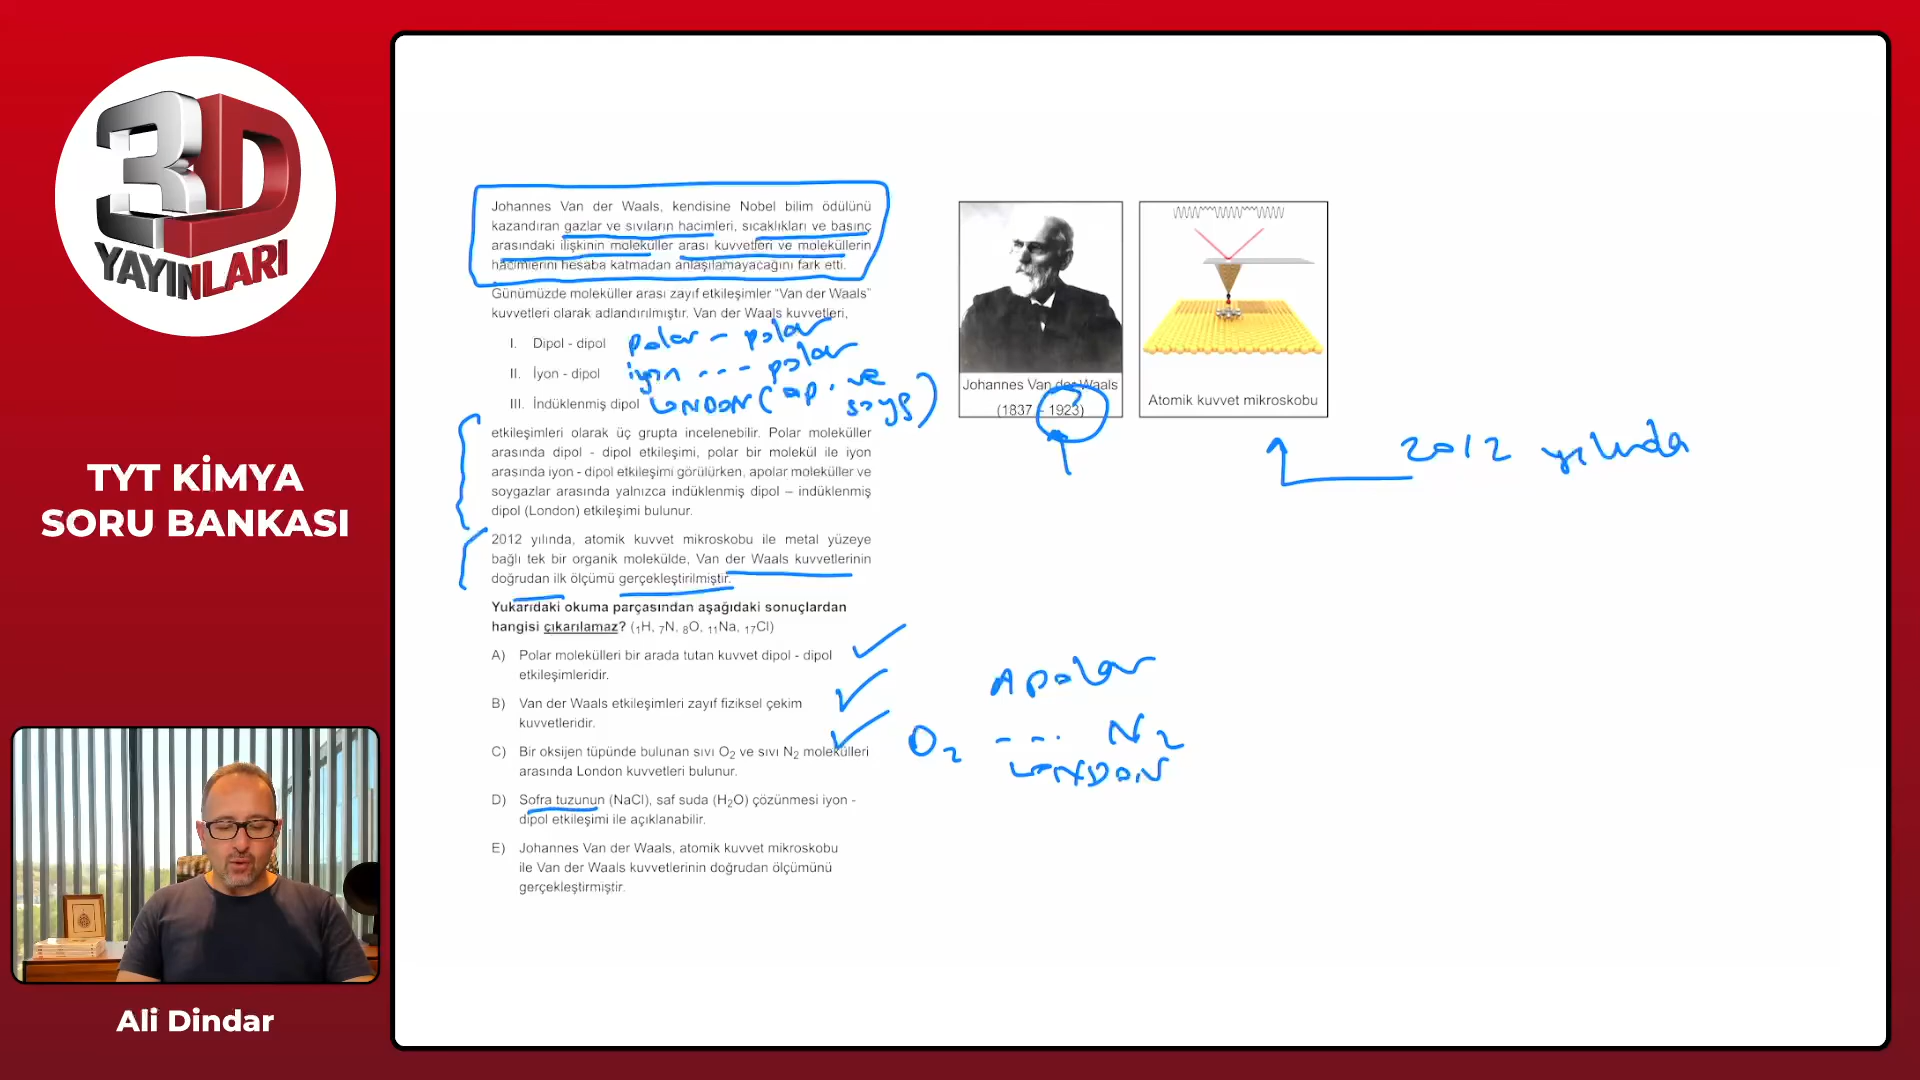 3D
YAYINLARI
TYT KİMYA
SORU BANKASI
Ali Dindar
Johannes Van der Waals, kendisine Nobel bilim ödülünü
kazandıran gazlar ve sıvıların hacimleri, sıcaklıkları ve basınç
arasındaki ilişkinin moleküller arası kuvvetleri ve moleküllerin
hacimlerini hesaba katmadan anlaşılamayacağını fark etti.
Günümüzde moleküller arası zayıf etkileşimler "Van der Waals"
kuvvetleri olarak adlandırılmıştır. Van der Waals kuvvetleri,
I. Dipol - dipol polar - polar
II. İyon - dipol iyon --- polar
III. İndüklenmiş dipol LONDON (ap. ve soyg)
etkileşimleri olarak üç grupta incelenebilir. Polar moleküller
arasında dipol - dipol etkileşimi, polar bir molekül ile iyon
arasında iyon - dipol etkileşimi görülürken, apolar moleküller ve
soygazlar arasında yalnızca indüklenmiş dipol – indüklenmiş
dipol (London) etkileşimi bulunur.
2012 yılında, atomik kuvvet mikroskobu ile metal yüzeye
bağlı tek bir organik molekülde, Van der Waals kuvvetlerinin
doğrudan ilk ölçümü gerçekleştirilmiştir.
Yukarıdaki okuma parçasından aşağıdaki sonuçlardan
hangisi çıkarılamaz? (₁H, ₇N, ₈O, ₁₁Na, ₁₇Cl)
A) Polar molekülleri bir arada tutan kuvvet dipol - dipol
etkileşimleridir.
B) Van der Waals etkileşimleri zayıf fiziksel çekim
kuvvetleridir.
C) Bir oksijen tüpünde bulunan sıvı O₂ ve sıvı N₂ molekülleri
arasında London kuvvetleri bulunur.
D) Sofra tuzunun (NaCl), saf suda (H₂O) çözünmesi iyon -
dipol etkileşimi ile açıklanabilir.
E) Johannes Van der Waals, atomik kuvvet mikroskobu
ile Van der Waals kuvvetlerinin doğrudan ölçümünü
gerçekleştirmiştir.
Johannes Van der Waals
(1837 - 1923)
Atomik kuvvet mikroskobu
2012 yılında
Apolar
O₂ --- N₂
LONDON